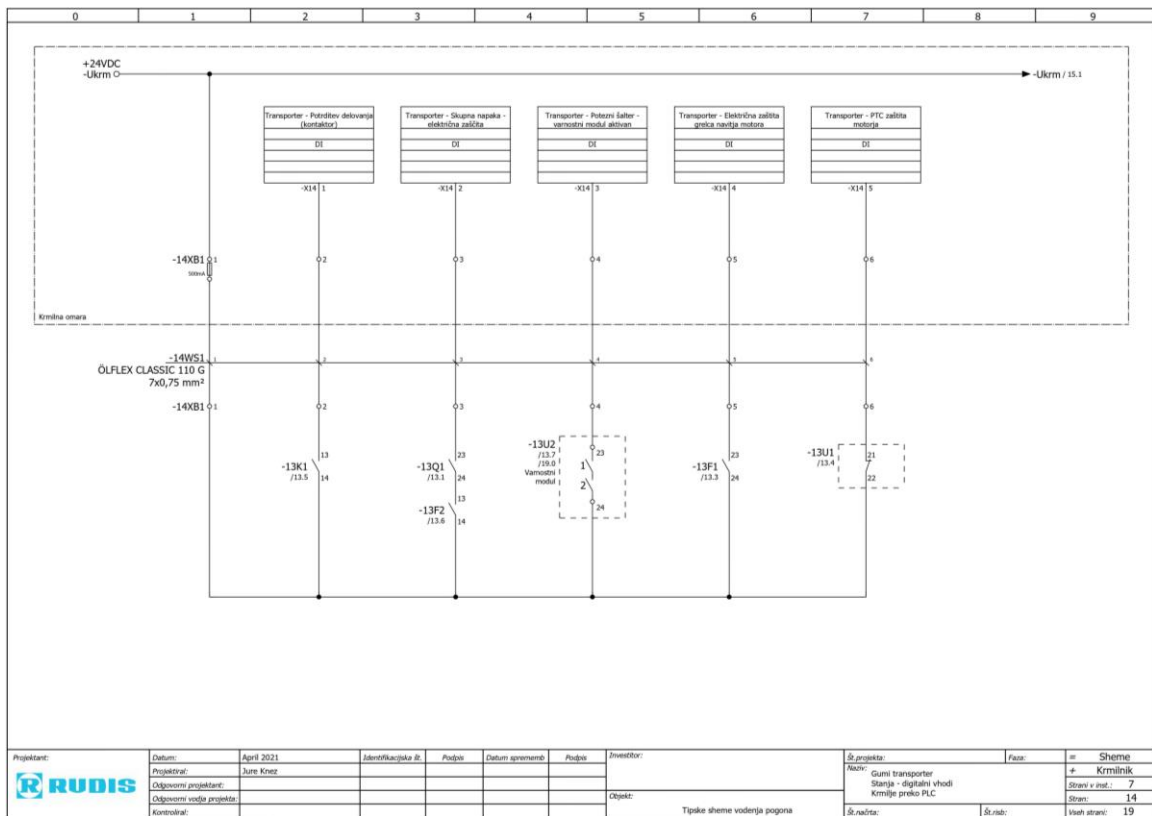 0 1 2 3 4 5 6 7 8 9
+24VDC
-Ukrm
-Ukrm / 15.1
Transporter - Potrditev delovanja
(kontaktor)
DI
-X14 1
Transporter - Skupna napaka -
električna zaščita
DI
-X14 2
Transporter - Potezni šalter -
varnostni modul aktivan
DI
-X14 3
Transporter - Električna zaštita
grelca navitja motora
DI
-X14 4
Transporter - PTC zaštita
motorja
DI
-X14 5
-14XB1 1 2 3 4 5 6
500mA
Krmilna omara
-14WS1 1 2 3 4 5 6
ÖLFLEX CLASSIC 110 G
7x0,75 mm²
-14XB1 1 2 3 4 5 6
-13K1
/13.5
13
14
-13Q1
/13.1
23
24
-13F2
/13.6
13
14
-13U2
/13.7
/19.0
Varnostni
modul
23
1
2
24
-13F1
/13.3
23
24
-13U1
/13.4
21
22
Projektant:
RUDIS
Datum: April 2021
Projektiral: Jure Knez
Odgovorni projektant:
Odgovorni vodja projekta:
Kontroliral:
Identifikacijska št. Podpis Datum sprememb Podpis
Investitor:
Objekt:
Tipske sheme vodenja pogona
Št.projekta: Faza:
Naziv:
Gumi transporter
Stanja - digitalni vhodi
Krmilje preko PLC
Št.načrta: Št.risb:
= Sheme
+ Krmilnik
Strani v inst.: 7
Stran: 14
Vseh strani: 19